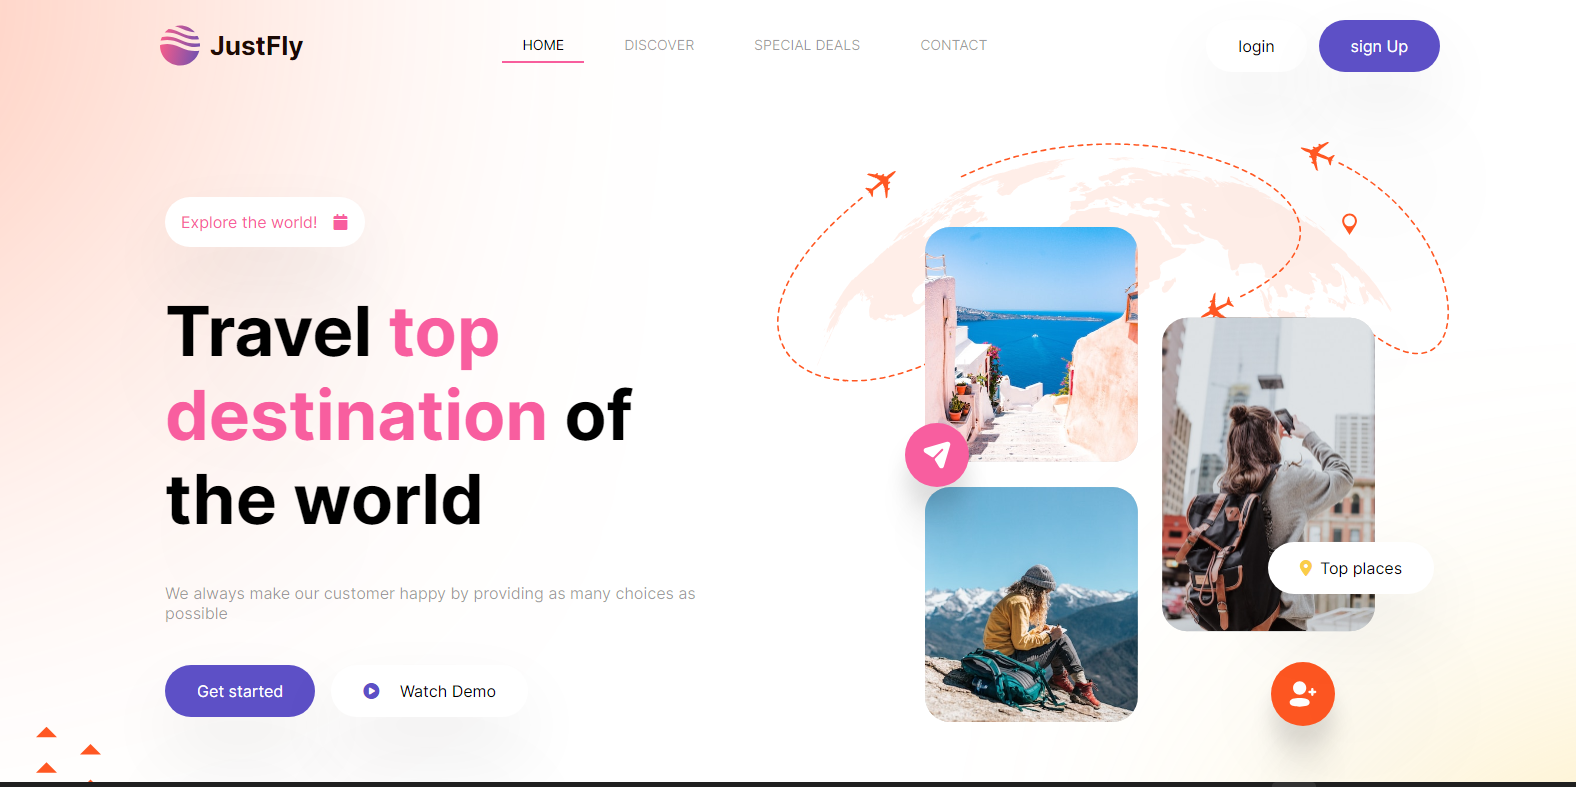 JustFly
HOME
DISCOVER
SPECIAL DEALS
CONTACT
login
sign Up
Explore the world!
Travel top
destination of
the world
We always make our customer happy by providing as many choices as
possible
Get started
Watch Demo
Top places